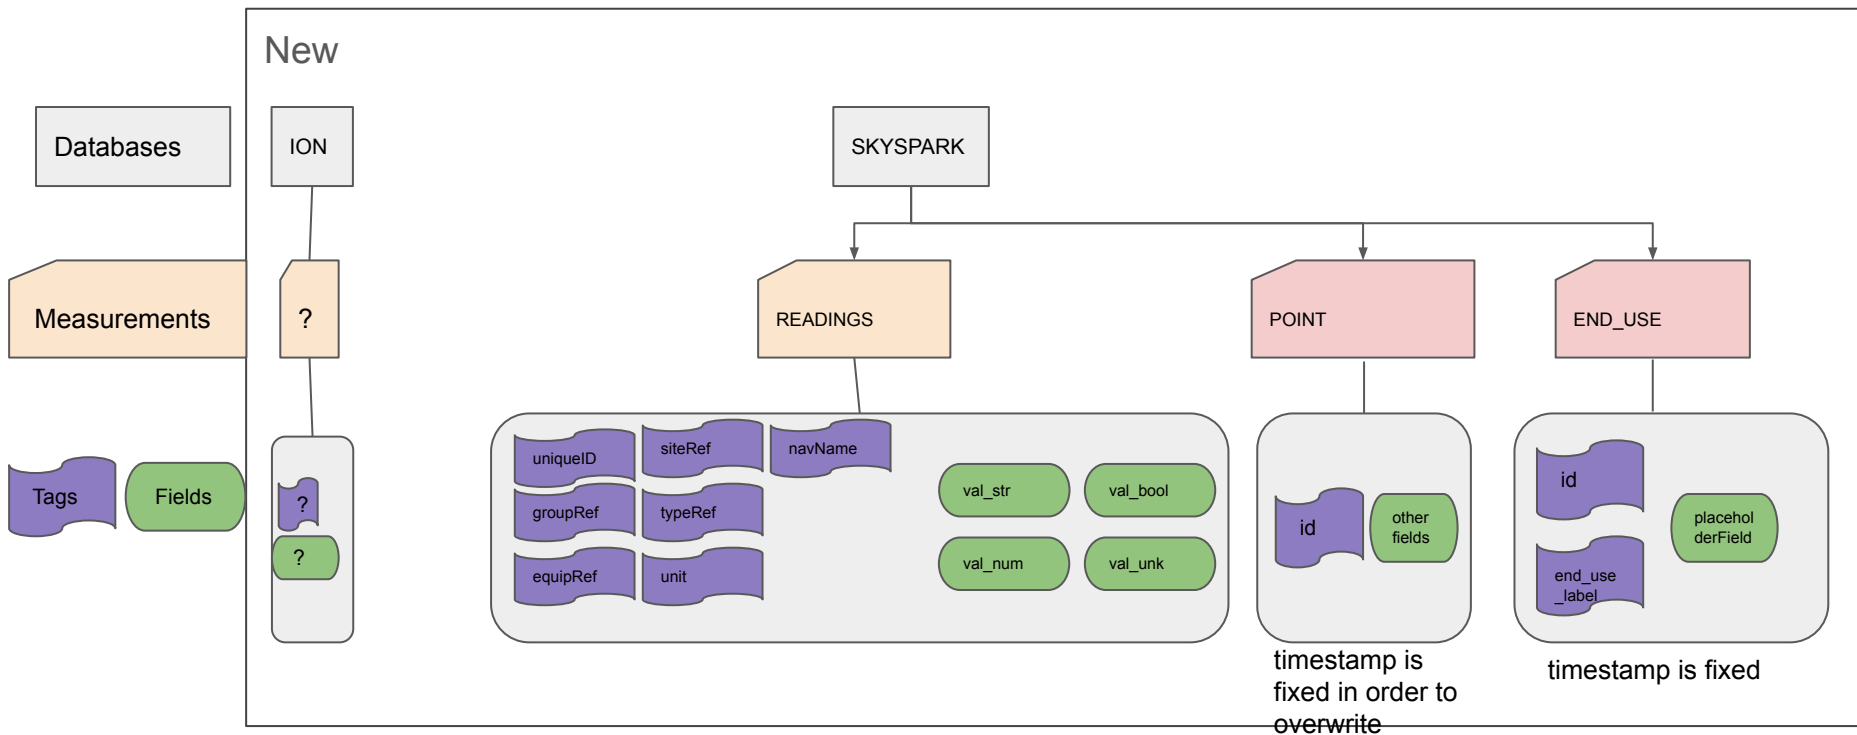 New
Databases
ION
SKYSPARK
Measurements
?
READINGS
POINT
END_USE
Tags
Fields
?
?
uniqueID
siteRef
navName
groupRef
typeRef
equipRef
unit
val_str
val_bool
val_num
val_unk
id
other
fields
id
end_use
_label
placehol
derField
timestamp is
fixed in order to
overwrite
timestamp is fixed